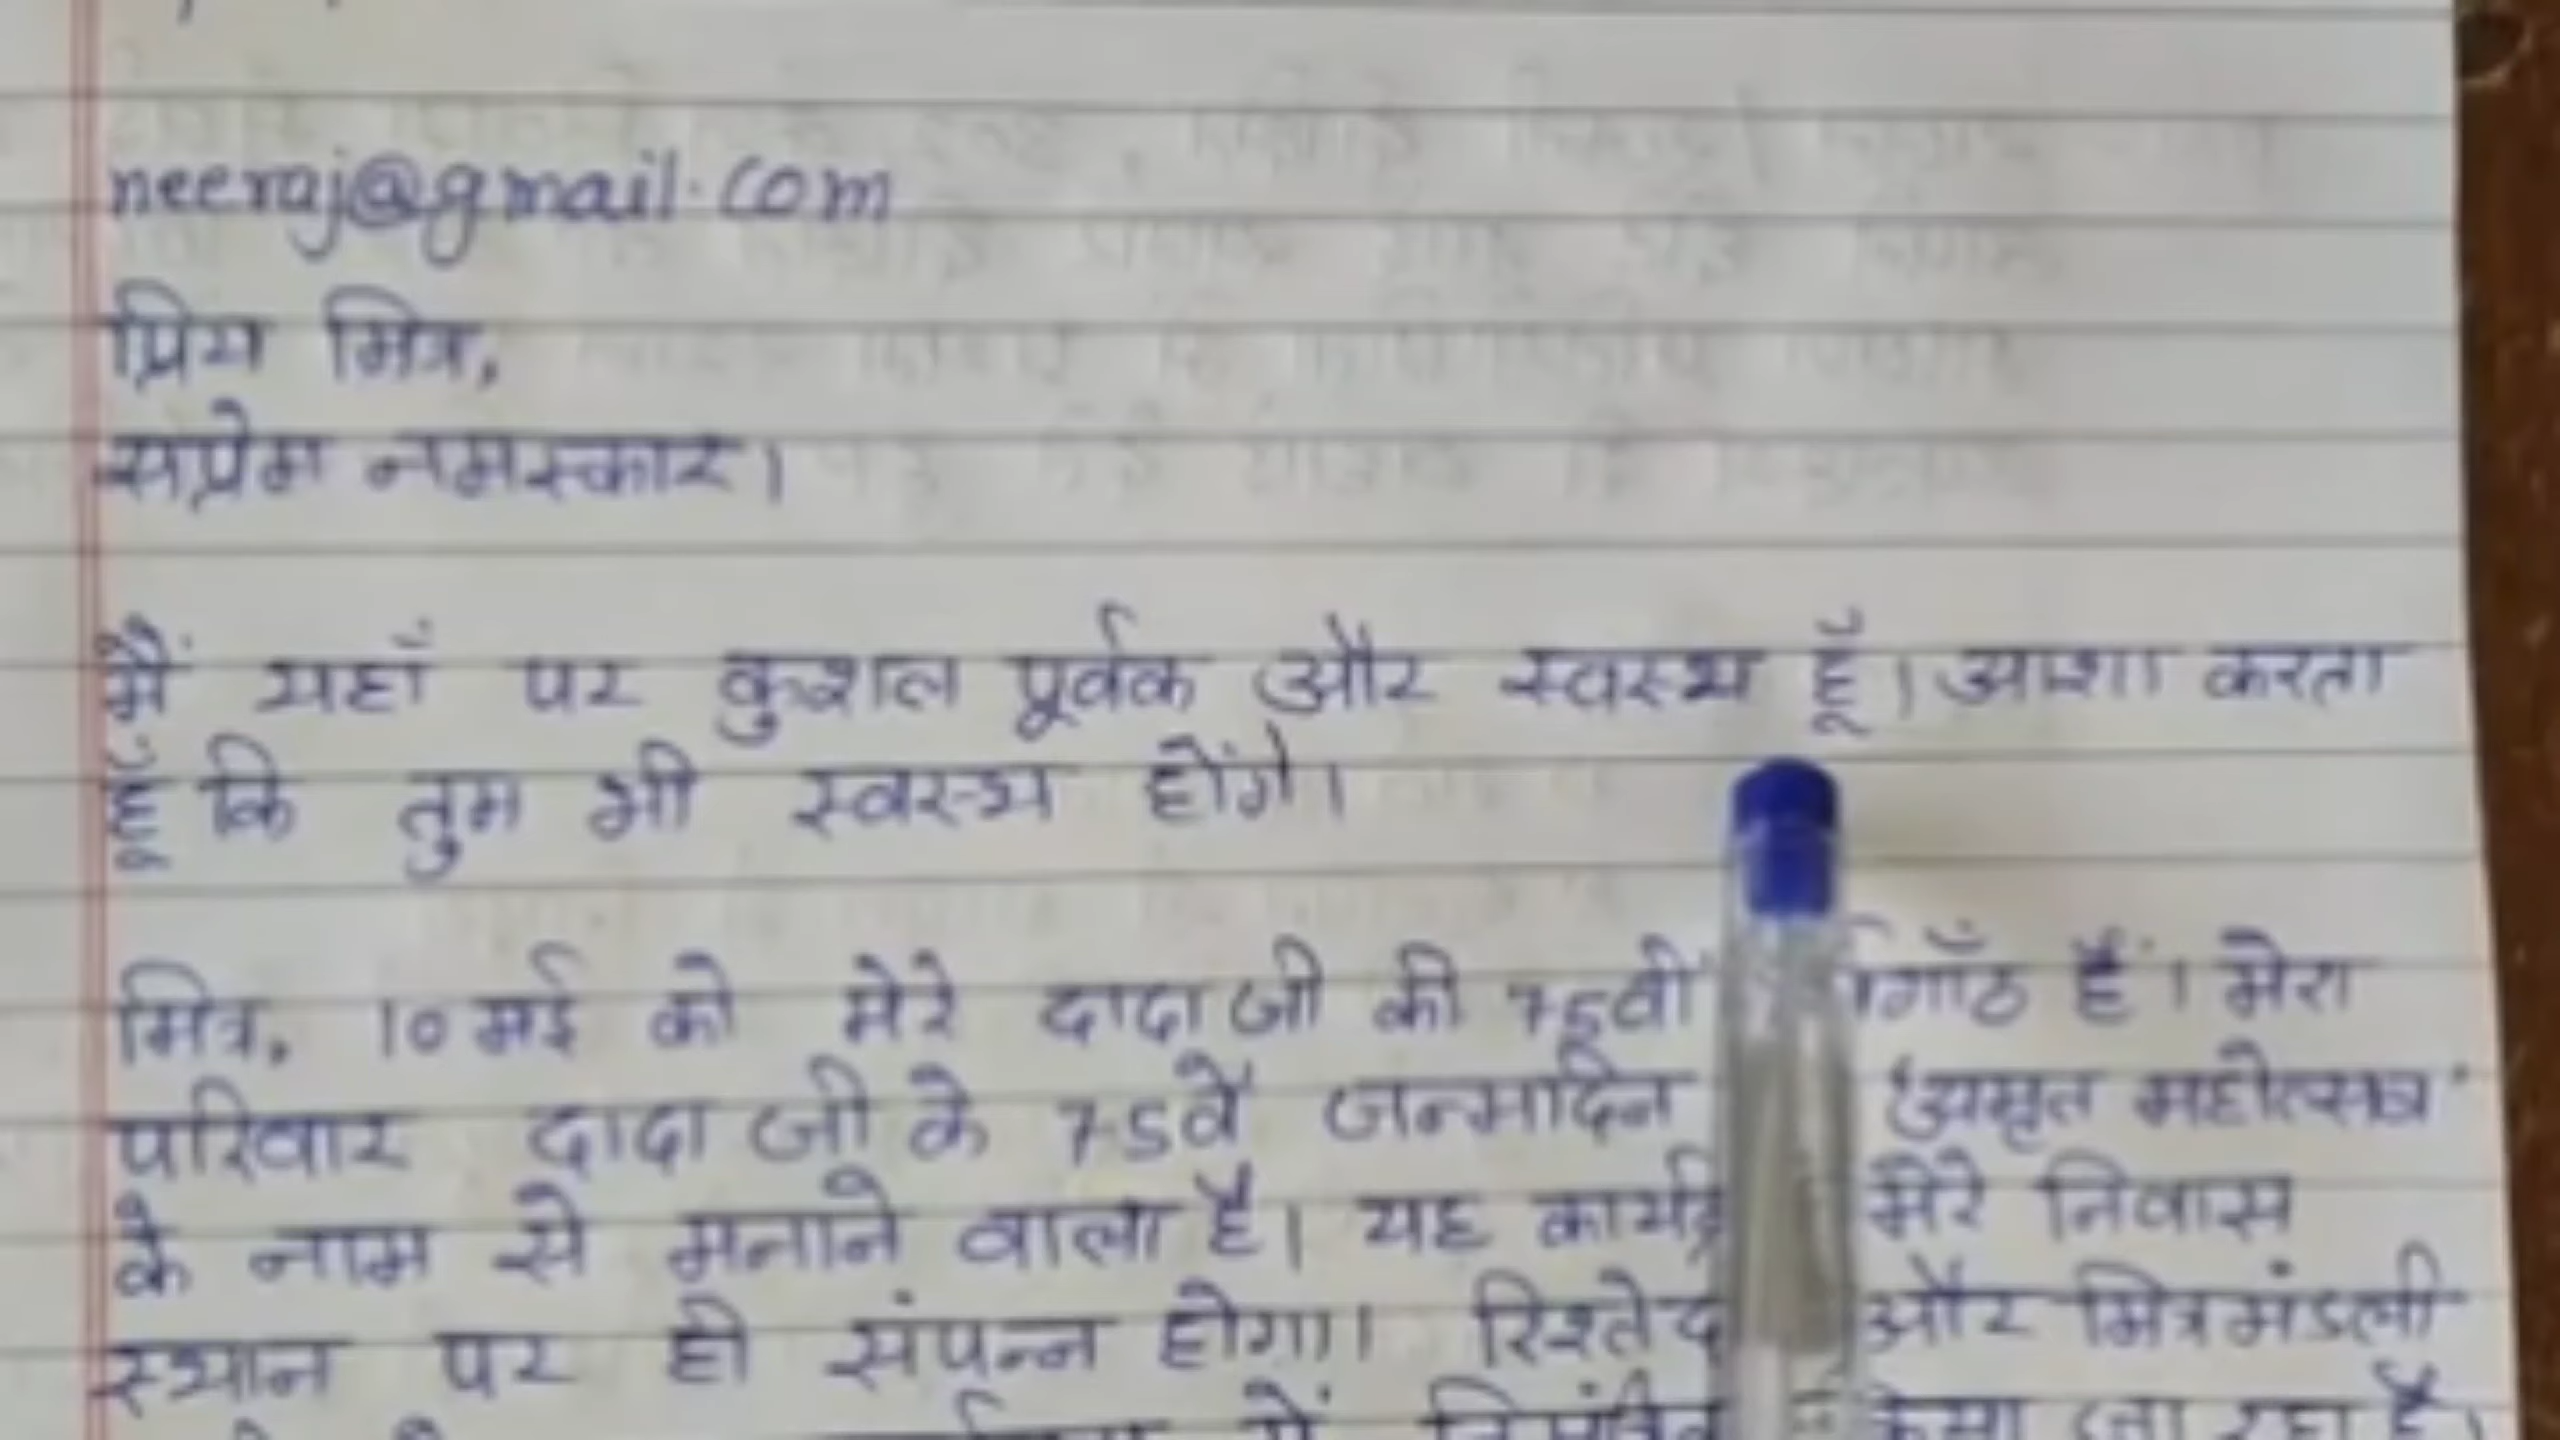 neeraj@gmail.com
प्रिय मित्र,
सप्रेम नमस्कार।
मैं यहाँ पर कुशल पूर्वक और स्वस्थ हूँ। आशा करता
हूँ कि तुम भी स्वस्थ होंगे।
मित्र, 10 मई को मेरे दादाजी की 75वीं हैं। मेरा
परिवार दादाजी के 75वें जन्मदिन 'अमृत महोत्सव'
के नाम से मनाने वाला है। यह मेरे निवास
स्थान पर ही संपन्न होगा। और मित्रमंडली
में जा रहा है।